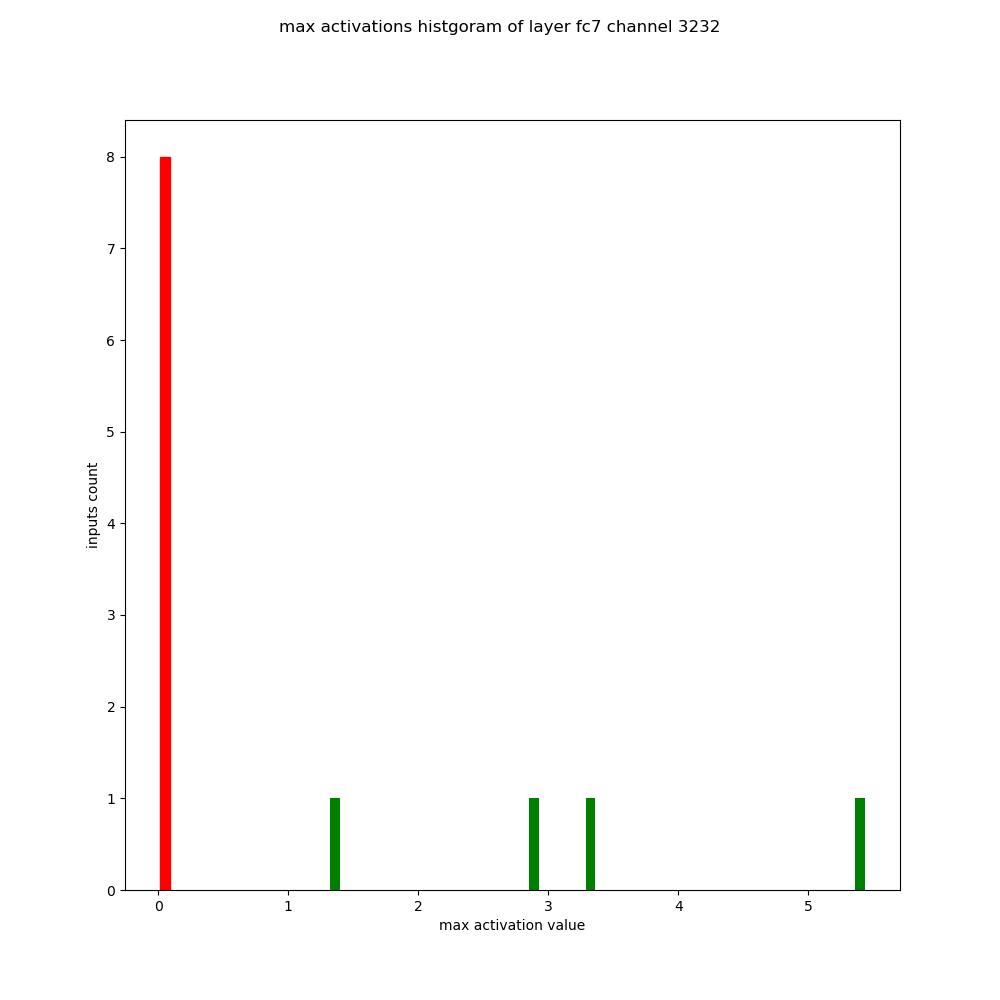 max activations histgoram of layer fc7 channel 3232
8
7
6
5
4
3
2
1
0
inputs count
0 1 2 3 4 5
max activation value